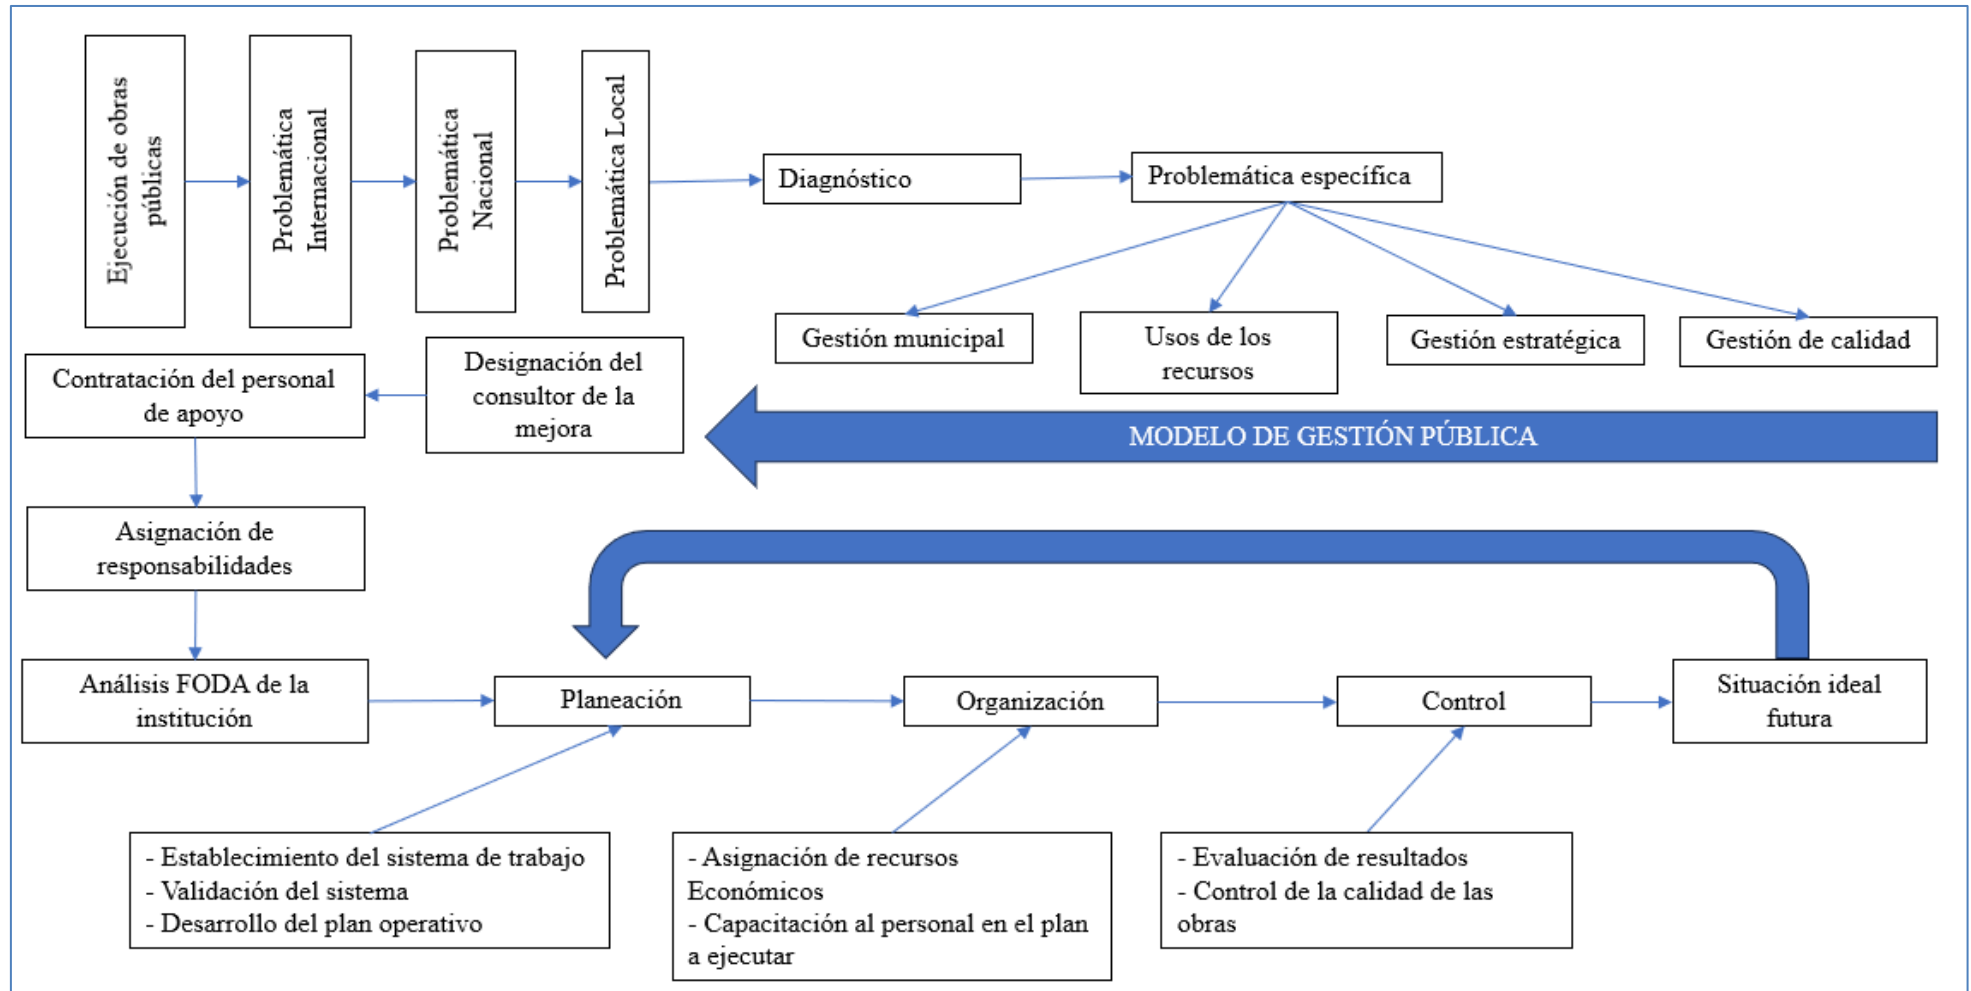 Ejecución de obras
públicas
Problemática
Internacional
Problemática
Nacional
Problemática Local
Diagnóstico
Problemática específica
Gestión municipal
Usos de los
recursos
Gestión estratégica
Gestión de calidad
MODELO DE GESTIÓN PÚBLICA
Designación del
consultor de la
mejora
Contratación del personal
de apoyo
Asignación de
responsabilidades
Análisis FODA de la
institución
Planeación
Organización
Control
Situación ideal
futura
- Establecimiento del sistema de trabajo
- Validación del sistema
- Desarrollo del plan operativo
- Asignación de recursos
Económicos
- Capacitación al personal en el plan
a ejecutar
- Evaluación de resultados
- Control de la calidad de las
obras